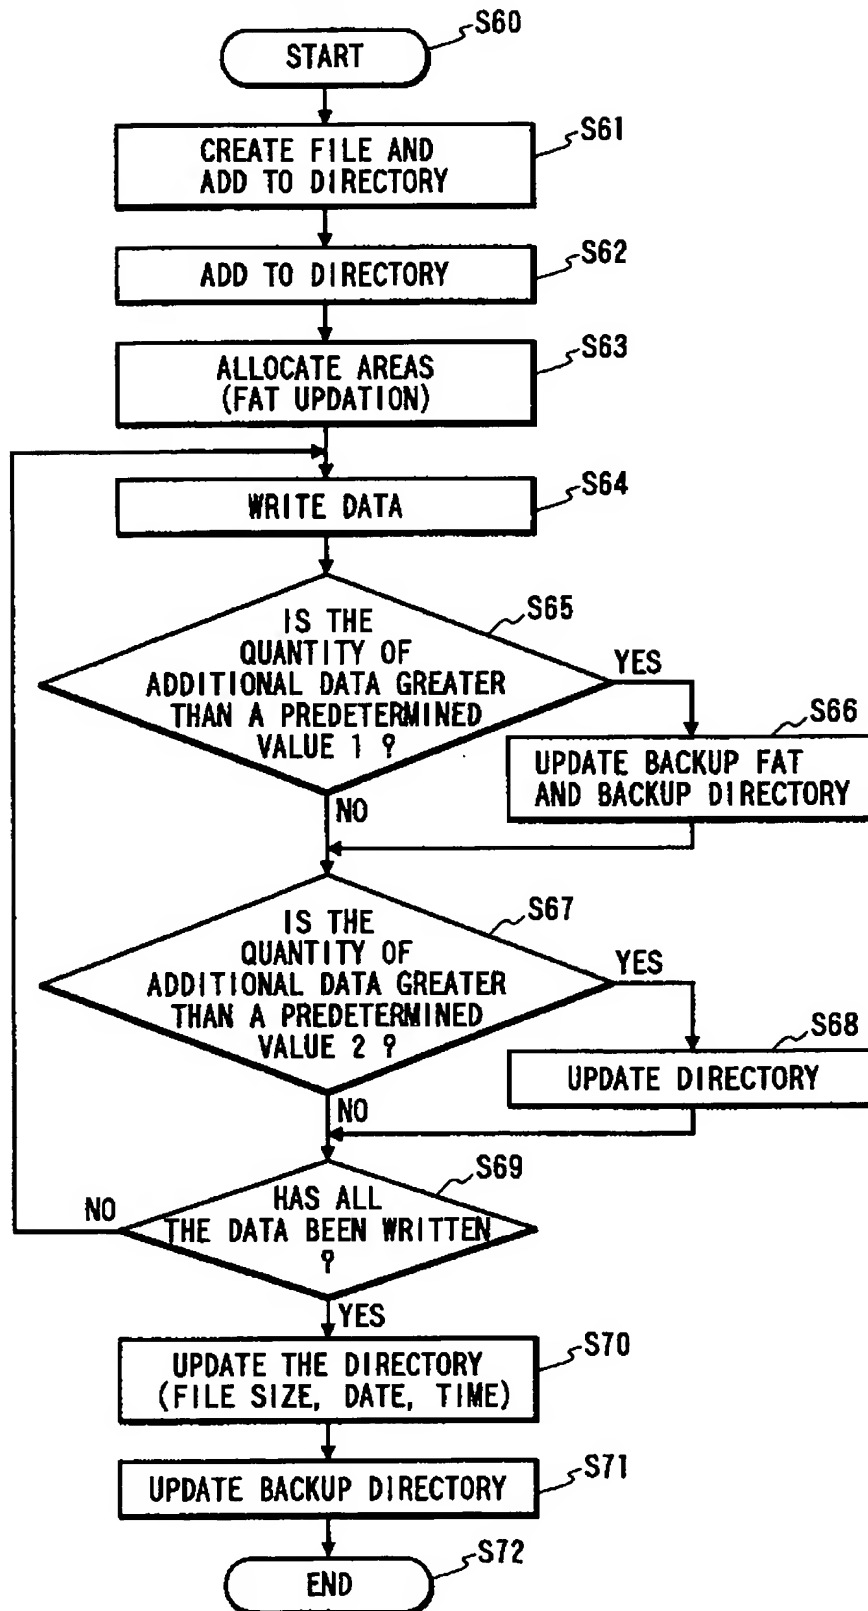 S60
START
S61
CREATE FILE AND
ADD TO DIRECTORY
S62
ADD TO DIRECTORY
S63
ALLOCATE AREAS
(FAT UPDATION)
S64
WRITE DATA
S65
IS THE
QUANTITY OF
ADDITIONAL DATA GREATER
THAN A PREDETERMINED
VALUE 1 ?
YES
S66
UPDATE BACKUP FAT
AND BACKUP DIRECTORY
NO
S67
IS THE
QUANTITY OF
ADDITIONAL DATA GREATER
THAN A PREDETERMINED
VALUE 2 ?
YES
S68
UPDATE DIRECTORY
NO
S69
HAS ALL
THE DATA BEEN WRITTEN
?
NO
YES
S70
UPDATE THE DIRECTORY
(FILE SIZE, DATE, TIME)
S71
UPDATE BACKUP DIRECTORY
S72
END